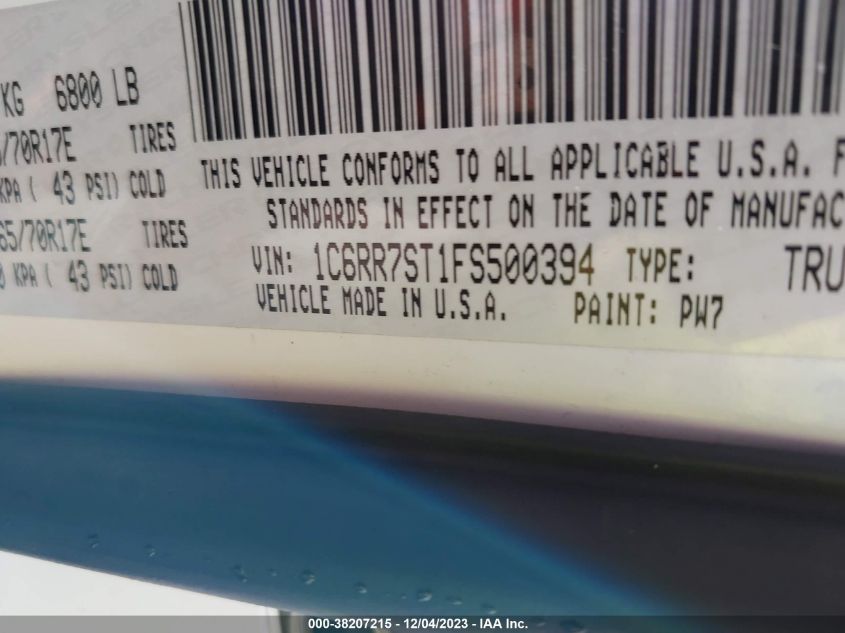 KG 6800 LB
/70R17E TIRES
KPA ( 43 PSI) COLD
65/70R17E TIRES
0 KPA ( 43 PSI) COLD
THIS VEHICLE CONFORMS TO ALL APPLICABLE U.S.A. F
STANDARDS IN EFFECT ON THE DATE OF MANUFAC
VIN: 1C6RR7ST1FS500394 TYPE: TRU
VEHICLE MADE IN U.S.A. PAINT: PW7
000-38207215 - 12/04/2023 - IAA Inc.